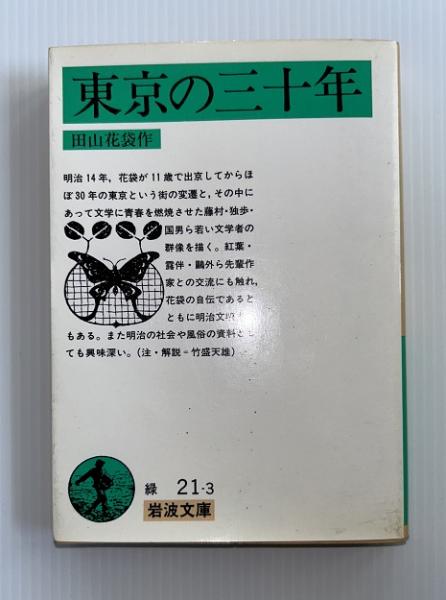 東京の三十年
田山花袋作
明治14年，花袋が11歳で出京してからほ
ぼ30年の東京という街の変遷と，その中に
あって文学に青春を燃焼させた藤村・独歩・
国男ら若い文学者の
群像を描く。紅葉・
露伴・鷗外ら先輩作
家との交流にも触れ，
花袋の自伝であると
ともに明治文
もある。また明治の社会や風俗の資料と
ても興味深い。(注・解説＝竹盛天雄)
緑 21-3
岩波文庫